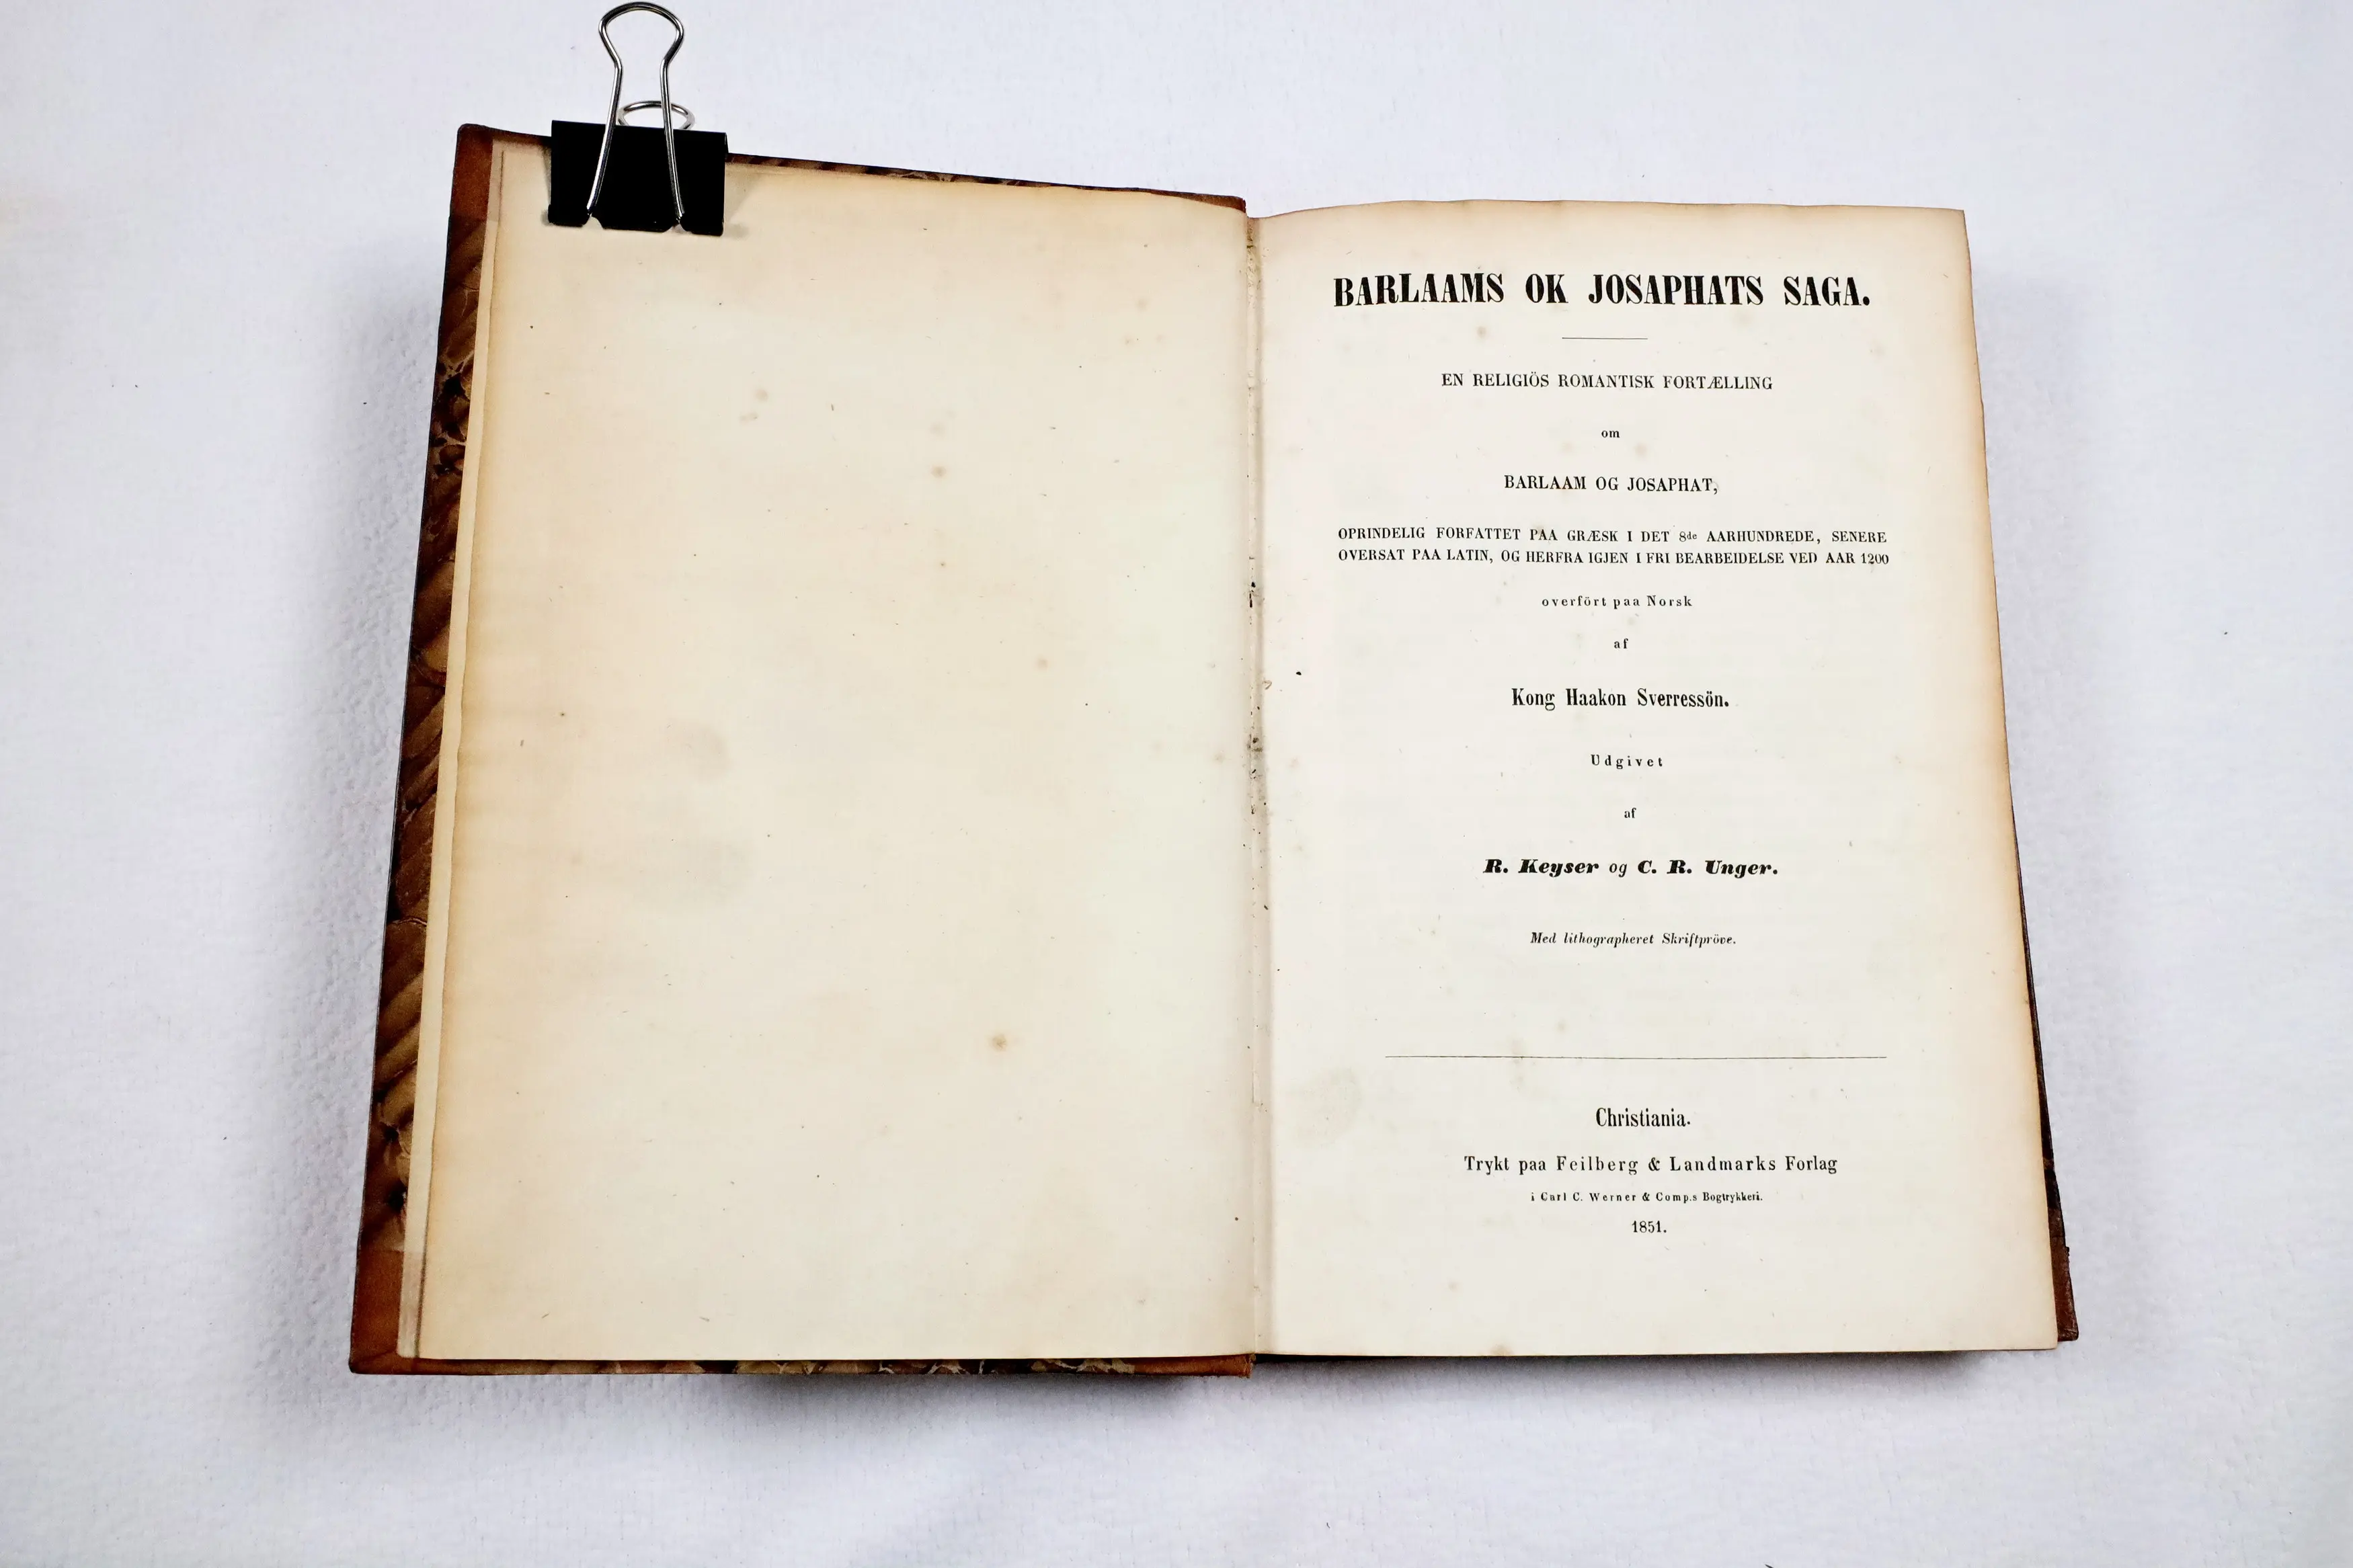 BARLAAMS OK JOSAPHATS SAGA.
EN RELIGIÖS ROMANTISK FORTÆLLING
om
BARLAAM OG JOSAPHAT,
OPRINDELIG FORFATTET PAA GRÆSK I DET 8de AARHUNDREDE, SENERE
OVERSAT PAA LATIN, OG HERFRA IGJEN I FRI BEARBEIDELSE VED AAR 1200
overfört paa Norsk
af
Kong Haakon Sverressön.
Udgivet
af
R. Keyser og C. R. Unger.
Med lithographeret Skriftpröve.
Christiania.
Trykt paa Feilberg & Landmarks Forlag
i Carl C. Werner & Comp.s Bogtrykkeri.
1851.